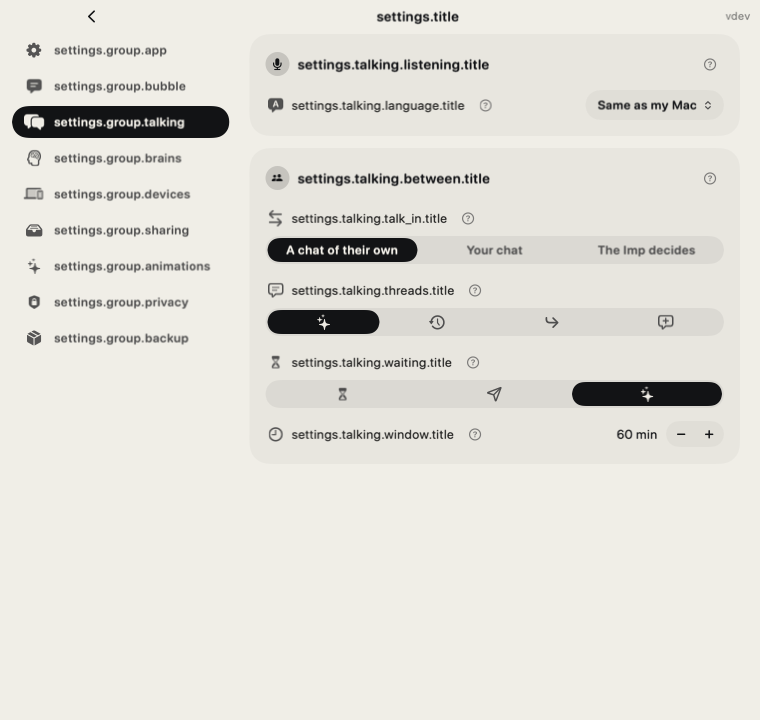 settings.title
vdev
settings.group.app
settings.group.bubble
settings.group.talking
settings.group.brains
settings.group.devices
settings.group.sharing
settings.group.animations
settings.group.privacy
settings.group.backup
settings.talking.listening.title
settings.talking.language.title
Same as my Mac
settings.talking.between.title
settings.talking.talk_in.title
A chat of their own
Your chat
The Imp decides
settings.talking.threads.title
settings.talking.waiting.title
settings.talking.window.title
60 min